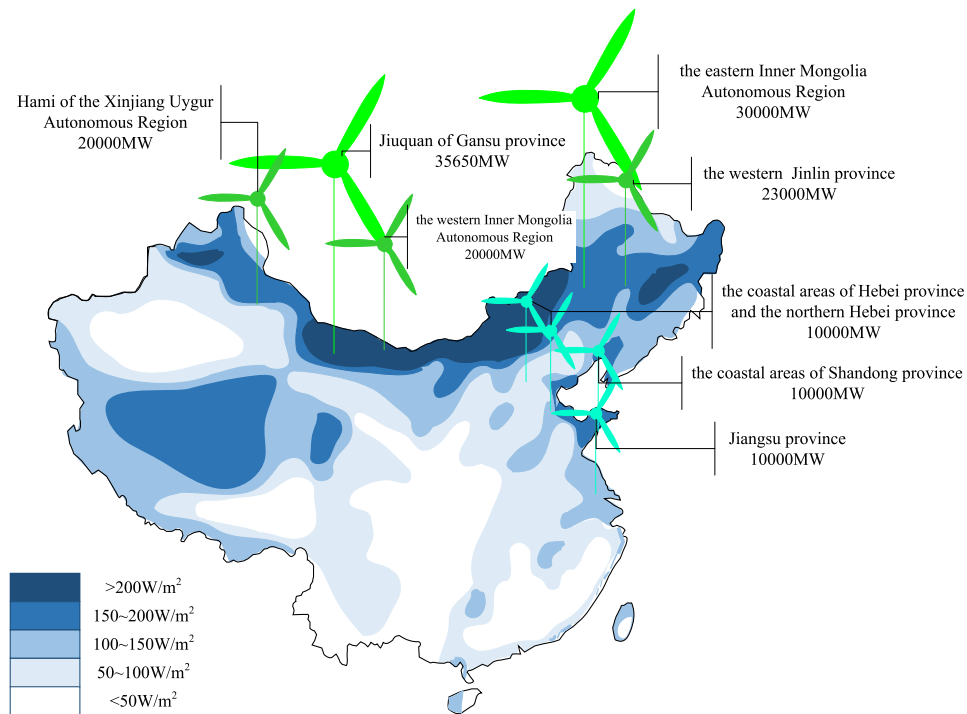 the eastern Inner Mongolia
Autonomous Region
30000MW
Hami of the Xinjiang Uygur
Autonomous Region
20000MW
Jiuquan of Gansu province
35650MW
the western Jinlin province
23000MW
the western Inner Mongolia
Autonomous Region
20000MW
the coastal areas of Hebei province
and the northern Hebei province
10000MW
the coastal areas of Shandong province
10000MW
Jiangsu province
10000MW
>200W/m²
150~200W/m²
100~150W/m²
50~100W/m²
<50W/m²